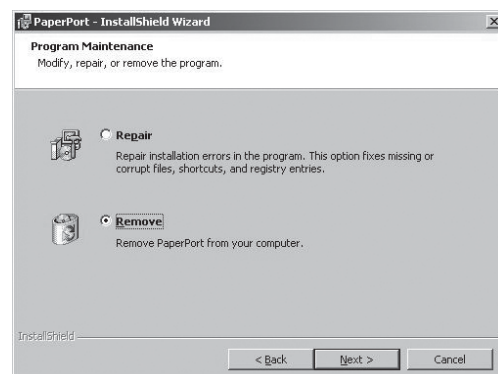 PaperPort - InstallShield Wizard
Program Maintenance
Modify, repair, or remove the program.
Repair
Repair installation errors in the program. This option fixes missing or
corrupt files, shortcuts, and registry entries.
Remove
Remove PaperPort from your computer.
InstallShield
< Back Next > Cancel